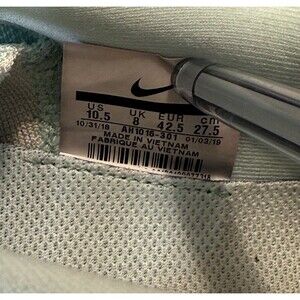 US UK EUR cm
10.5 8 42.5 27.5
10/31/18 AH1016-301 01/03/19
MADE IN VIETNAM
FABRIQUE AU VIETNAM